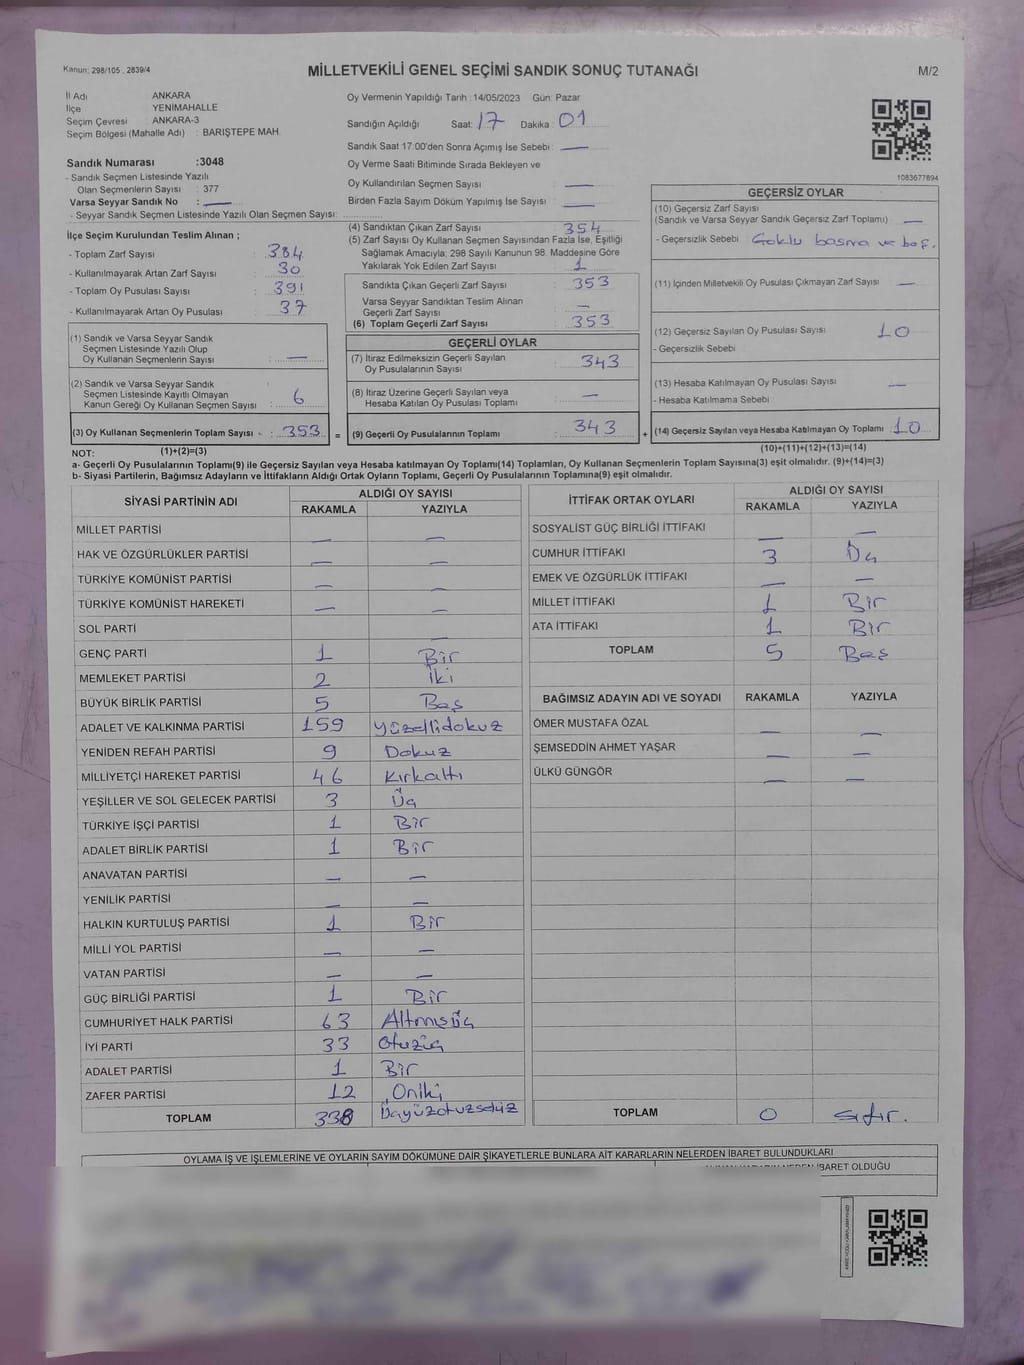 Kanun: 298/105 , 2839/4
MİLLETVEKİLİ GENEL SEÇİMİ SANDIK SONUÇ TUTANAĞI
M/2
İl Adı ANKARA
İlçe YENİMAHALLE
Seçim Çevresi ANKARA-3
Seçim Bölgesi (Mahalle Adı) : BARIŞTEPE MAH.
Sandık Numarası :3048
- Sandık Seçmen Listesinde Yazılı
Olan Seçmenlerin Sayısı : 377
Varsa Seyyar Sandık No : —
- Seyyar Sandık Seçmen Listesinde Yazılı Olan Seçmen Sayısı:
Oy Vermenin Yapıldığı Tarih :14/05/2023 Gün: Pazar
Sandığın Açıldığı Saat: 17 Dakika: 01
Sandık Saat 17:00'den Sonra Açımış İse Sebebi : —
Oy Verme Saati Bitiminde Sırada Bekleyen ve
Oy Kullandırılan Seçmen Sayısı —
Birden Fazla Sayım Döküm Yapılmış İse Sayısı : —
1083677894
İlçe Seçim Kurulundan Teslim Alınan ;
- Toplam Zarf Sayısı : 384
- Kullanılmayarak Artan Zarf Sayısı : 30
- Toplam Oy Pusulası Sayısı : 391
- Kullanılmayarak Artan Oy Pusulası : 37
(1) Sandık ve Varsa Seyyar Sandık
Seçmen Listesinde Yazılı Olup
Oy Kullanan Seçmenlerin Sayısı : —
(2) Sandık ve Varsa Seyyar Sandık
Seçmen Listesinde Kayıtlı Olmayan
Kanun Gereği Oy Kullanan Seçmen Sayısı : 6
(3) Oy Kullanan Seçmenlerin Toplam Sayısı : 353 =
(4) Sandıktan Çıkan Zarf Sayısı : 354
(5) Zarf Sayısı Oy Kullanan Seçmen Sayısından Fazla İse, Eşitliği
Sağlamak Amacıyla; 298 Sayılı Kanunun 98. Maddesine Göre
Yakılarak Yok Edilen Zarf Sayısı : 1
Sandıkta Çıkan Geçerli Zarf Sayısı : 353
Varsa Seyyar Sandıktan Teslim Alınan
Geçerli Zarf Sayısı : —
(6) Toplam Geçerli Zarf Sayısı : 353
GEÇERLİ OYLAR
(7) İtiraz Edilmeksizin Geçerli Sayılan
Oy Pusulalarının Sayısı : 343
(8) İtiraz Üzerine Geçerli Sayılan veya
Hesaba Katılan Oy Pusulası Toplamı : —
(9) Geçerli Oy Pusulalarının Toplamı : 343 +
GEÇERSİZ OYLAR
(10) Geçersiz Zarf Sayısı
(Sandık ve Varsa Seyyar Sandık Geçersiz Zarf Toplamı) : —
- Geçersizlik Sebebi : Çoklu basma ve boş.
(11) İçinden Milletvekili Oy Pusulası Çıkmayan Zarf Sayısı : —
(12) Geçersiz Sayılan Oy Pusulası Sayısı : 10
- Geçersizlik Sebebi
(13) Hesaba Katılmayan Oy Pusulası Sayısı : —
- Hesaba Katılmama Sebebi
(14) Geçersiz Sayılan veya Hesaba Katılmayan Oy Toplamı : 10
NOT: (1)+(2)=(3) (10)+(11)+(12)+(13)=(14)
a- Geçerli Oy Pusulalarının Toplamı(9) ile Geçersiz Sayılan veya Hesaba katılmayan Oy Toplamı(14) Toplamları, Oy Kullanan Seçmenlerin Toplam Sayısına(3) eşit olmalıdır. (9)+(14)=(3)
b- Siyasi Partilerin, Bağımsız Adayların ve İttifakların Aldığı Ortak Oyların Toplamı, Geçerli Oy Pusulalarının Toplamına(9) eşit olmalıdır.
SİYASİ PARTİNİN ADI ALDIĞI OY SAYISI
RAKAMLA YAZIYLA
MİLLET PARTİSİ — —
HAK VE ÖZGÜRLÜKLER PARTİSİ — —
TÜRKİYE KOMÜNİST PARTİSİ — —
TÜRKİYE KOMÜNİST HAREKETİ — —
SOL PARTİ —
GENÇ PARTİ 1 Bir
MEMLEKET PARTİSİ 2 İki
BÜYÜK BİRLİK PARTİSİ 5 Beş
ADALET VE KALKINMA PARTİSİ 159 yüzellidokuz
YENİDEN REFAH PARTİSİ 9 Dokuz
MİLLİYETÇİ HAREKET PARTİSİ 46 Kırkaltı
YEŞİLLER VE SOL GELECEK PARTİSİ 3 Üç
TÜRKİYE İŞÇİ PARTİSİ 1 Bir
ADALET BİRLİK PARTİSİ 1 Bir
ANAVATAN PARTİSİ — —
YENİLİK PARTİSİ — —
HALKIN KURTULUŞ PARTİSİ 1 Bir
MİLLİ YOL PARTİSİ — —
VATAN PARTİSİ — —
GÜÇ BİRLİĞİ PARTİSİ 1 Bir
CUMHURİYET HALK PARTİSİ 63 Altmışüç
İYİ PARTİ 33 Otuzüç
ADALET PARTİSİ 1 Bir
ZAFER PARTİSİ 12 Oniki
TOPLAM 338 Üçyüzotuzsekiz
İTTİFAK ORTAK OYLARI ALDIĞI OY SAYISI
RAKAMLA YAZIYLA
SOSYALİST GÜÇ BİRLİĞİ İTTİFAKI — —
CUMHUR İTTİFAKI 3 Üç
EMEK VE ÖZGÜRLÜK İTTİFAKI — —
MİLLET İTTİFAKI 1 Bir
ATA İTTİFAKI 1 Bir
TOPLAM 5 Beş
BAĞIMSIZ ADAYIN ADI VE SOYADI RAKAMLA YAZIYLA
ÖMER MUSTAFA ÖZAL — —
ŞEMSEDDİN AHMET YAŞAR — —
ÜLKÜ GÜNGÖR — —
TOPLAM 0 sıfır.
OYLAMA İŞ VE İŞLEMLERİNE VE OYLARIN SAYIM DÖKÜMÜNE DAİR ŞİKAYETLERLE BUNLARA AİT KARARLARIN NELERDEN İBARET BULUNDUKLARI
İBARET OLDUĞU